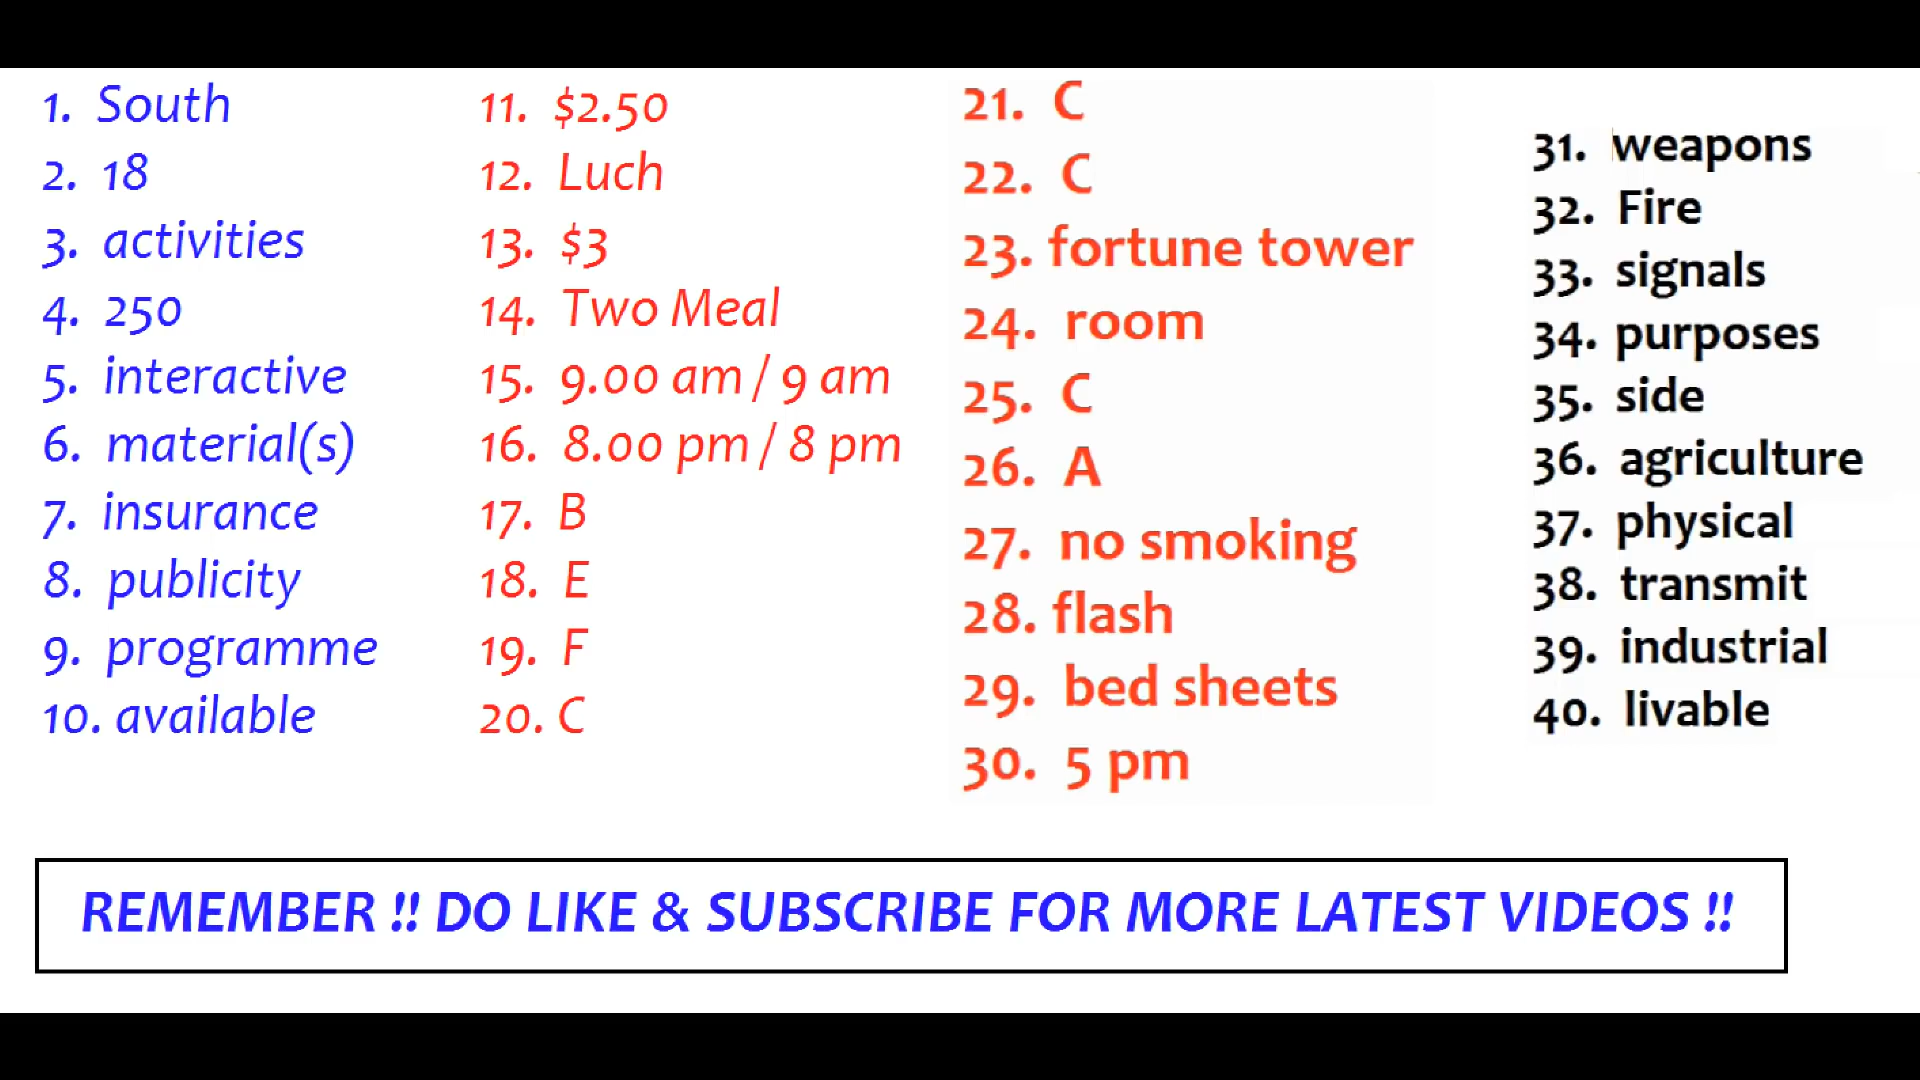 1. South
2. 18
3. activities
4. 250
5. interactive
6. material(s)
7. insurance
8. publicity
9. programme
10. available
11. $2.50
12. Luch
13. $3
14. Two Meal
15. 9.00 am / 9 am
16. 8.00 pm / 8 pm
17. B
18. E
19. F
20. C
21. C
22. C
23. fortune tower
24. room
25. C
26. A
27. no smoking
28. flash
29. bed sheets
30. 5 pm
31. weapons
32. Fire
33. signals
34. purposes
35. side
36. agriculture
37. physical
38. transmit
39. industrial
40. livable
REMEMBER !! DO LIKE & SUBSCRIBE FOR MORE LATEST VIDEOS !!